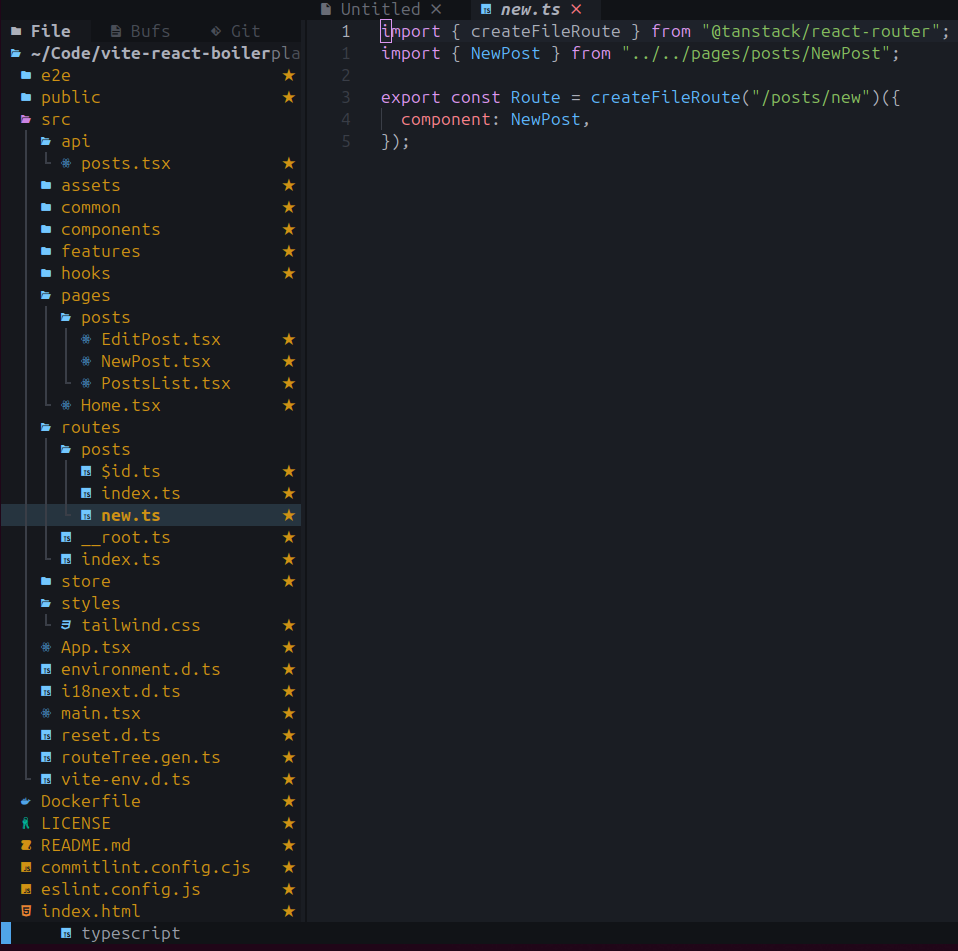 Untitled new.ts
File Bufs Git
~/Code/vite-react-boilerpla
e2e
public
src
api
posts.tsx
assets
common
components
features
hooks
pages
posts
EditPost.tsx
NewPost.tsx
PostsList.tsx
Home.tsx
routes
posts
$id.ts
index.ts
new.ts
__root.ts
index.ts
store
styles
tailwind.css
App.tsx
environment.d.ts
i18next.d.ts
main.tsx
reset.d.ts
routeTree.gen.ts
vite-env.d.ts
Dockerfile
LICENSE
README.md
commitlint.config.cjs
eslint.config.js
index.html
1 import { createFileRoute } from "@tanstack/react-router";
1 import { NewPost } from "../../pages/posts/NewPost";
2
3 export const Route = createFileRoute("/posts/new")({
4 component: NewPost,
5 });
typescript